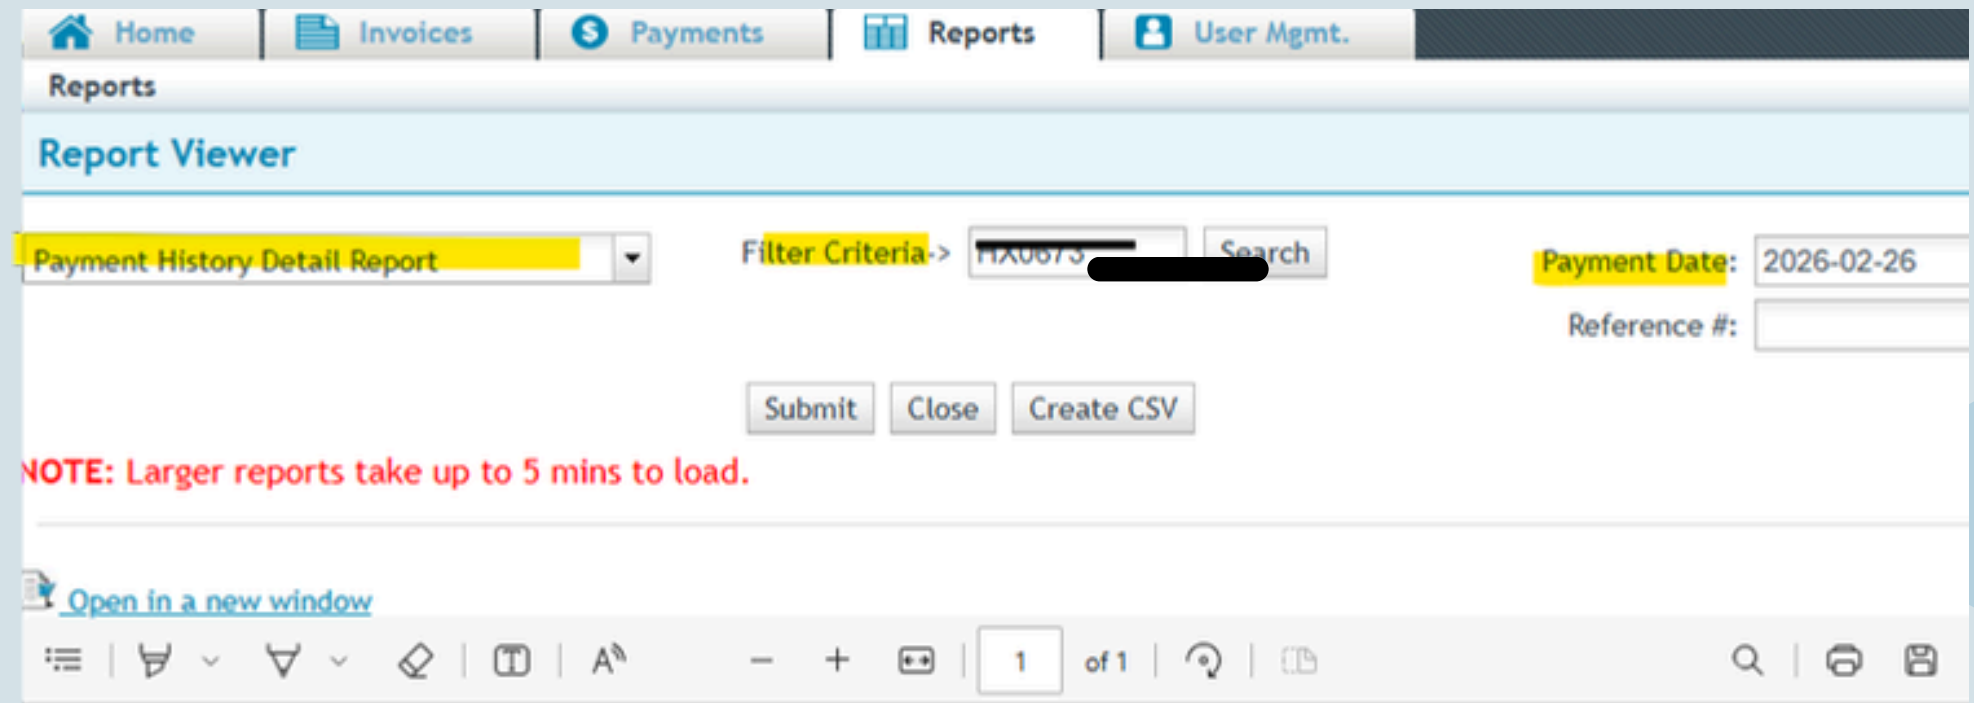 Home Invoices Payments Reports User Mgmt.
Reports
Report Viewer
Payment History Detail Report Filter Criteria-> Search Payment Date: 2026-02-26
Reference #:
Submit Close Create CSV
NOTE: Larger reports take up to 5 mins to load.
Open in a new window
1 of 1